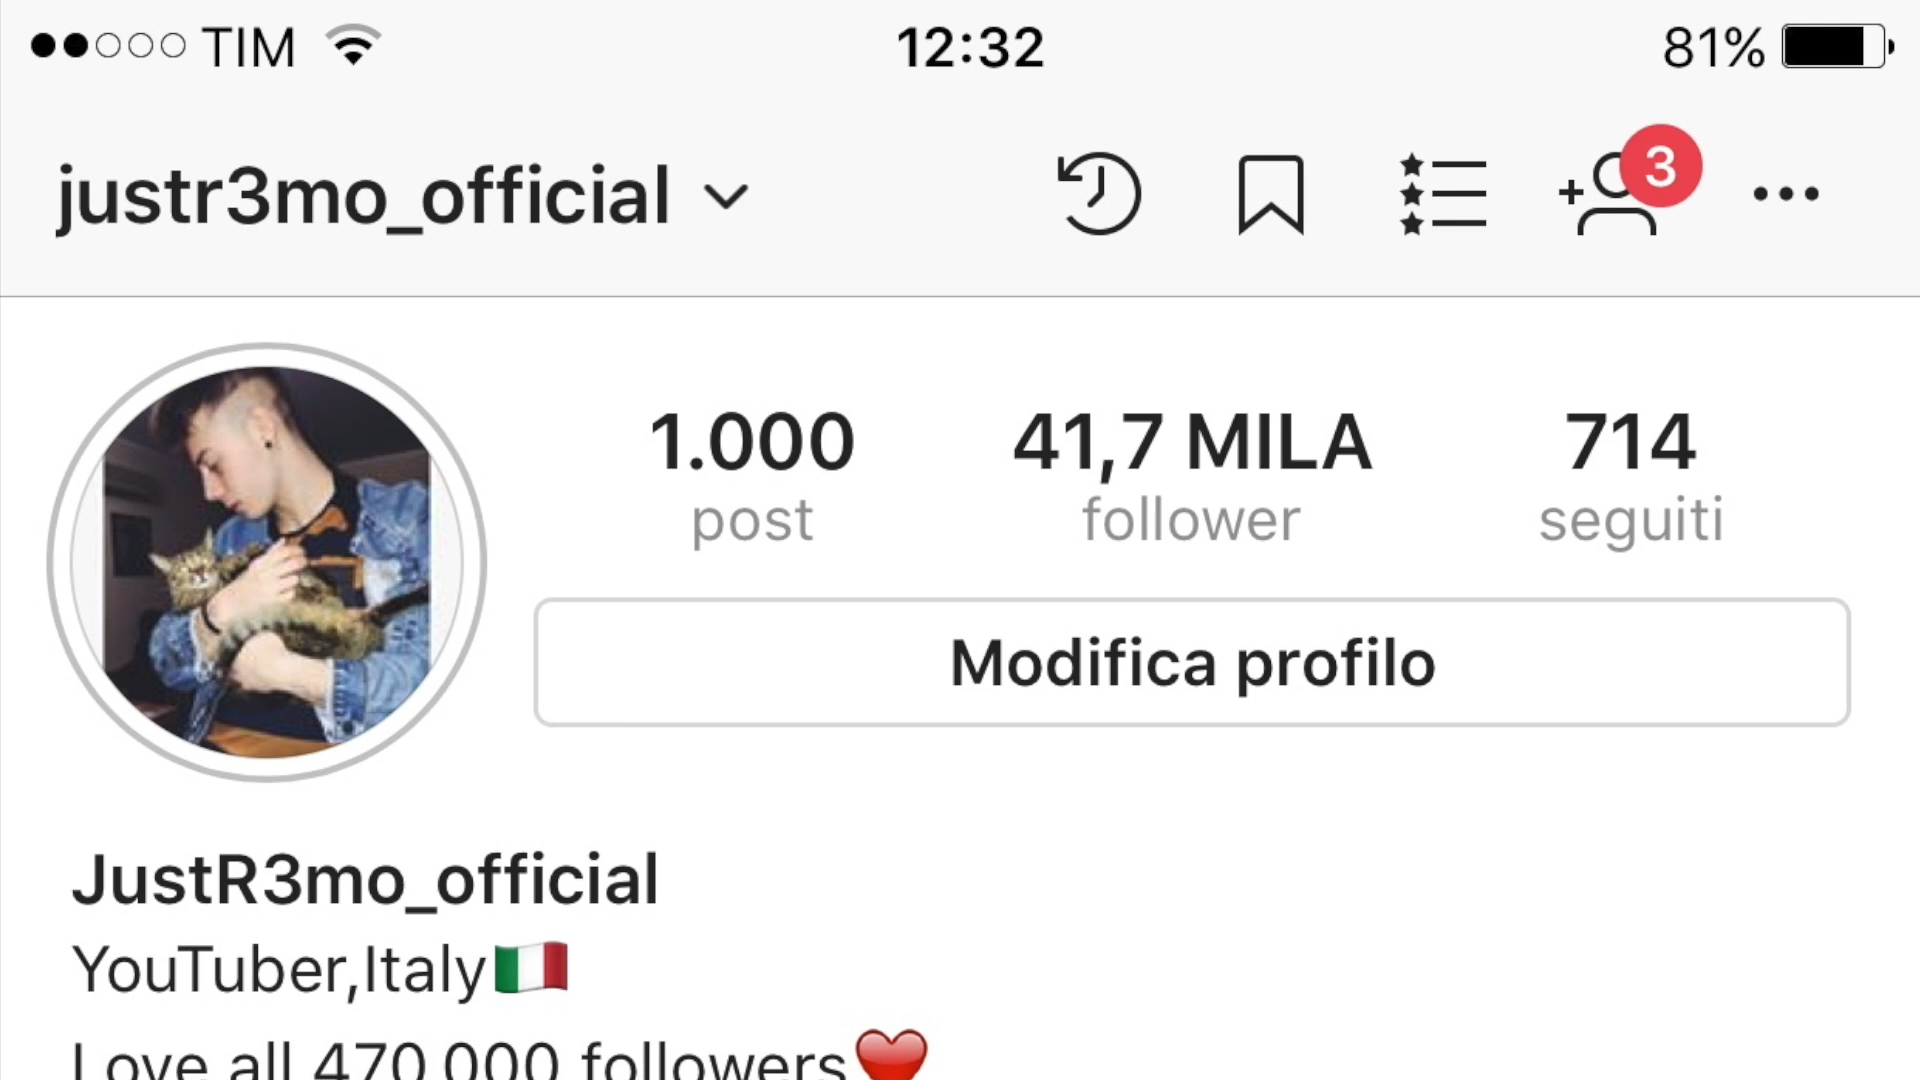 TIM 12:32 81%
justr3mo_official
3
1.000 41,7 MILA 714
post follower seguiti
Modifica profilo
JustR3mo_official
YouTuber,Italy🇮🇹
Love all 470.000 followers❤️